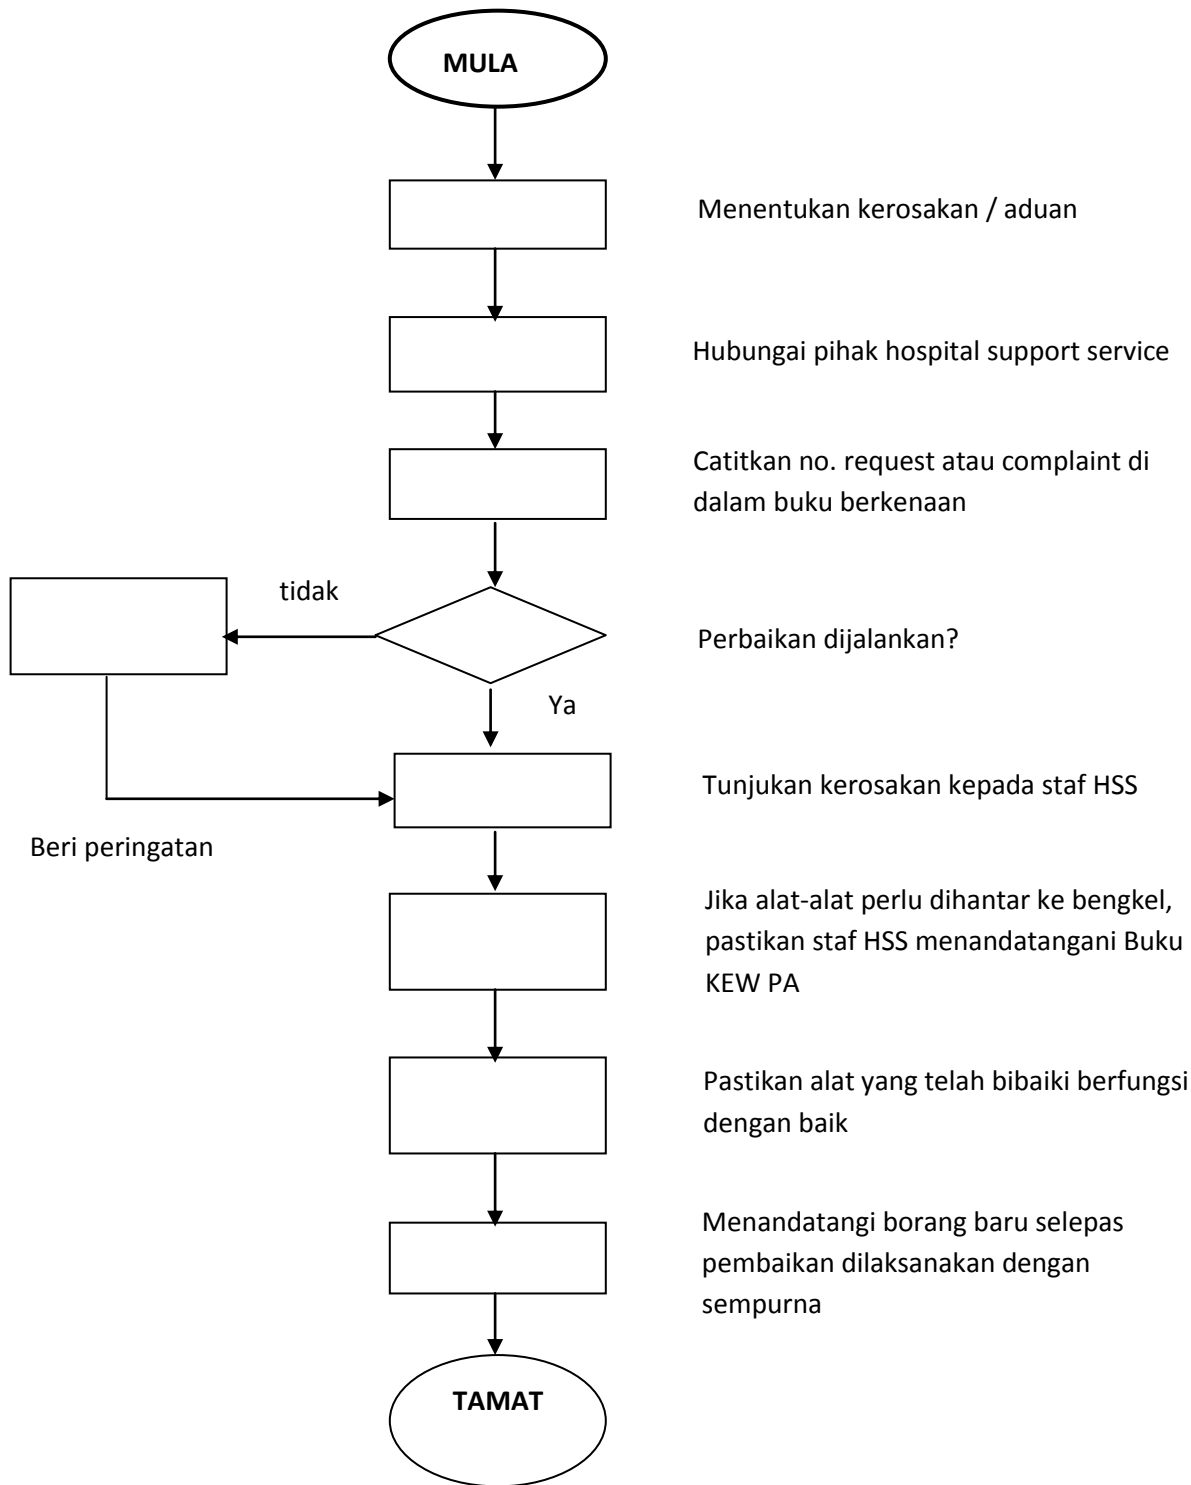 MULA
Menentukan kerosakan / aduan
Hubungai pihak hospital support service
Catitkan no. request atau complaint di
dalam buku berkenaan
tidak
Perbaikan dijalankan?
Ya
Tunjukan kerosakan kepada staf HSS
Beri peringatan
Jika alat-alat perlu dihantar ke bengkel,
pastikan staf HSS menandatangani Buku
KEW PA
Pastikan alat yang telah bibaiki berfungsi
dengan baik
Menandatangi borang baru selepas
pembaikan dilaksanakan dengan
sempurna
TAMAT